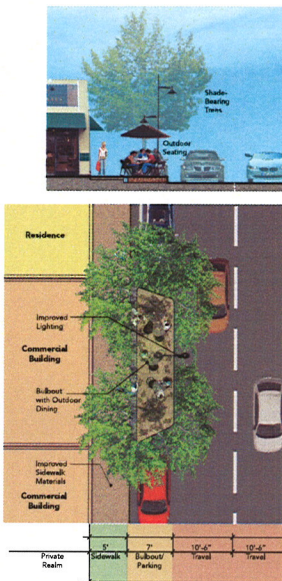 Shade-
Bearing
Trees
Outdoor
Seating
Residence
Improved
Lighting
Commercial
Building
Bulbout
with Outdoor
Dining
Improved
Sidewalk
Materials
Commercial
Building
5' 7' 10'-6" 10'-6"
Private
Realm
Sidewalk
Bulbout/
Parking
Travel
Travel